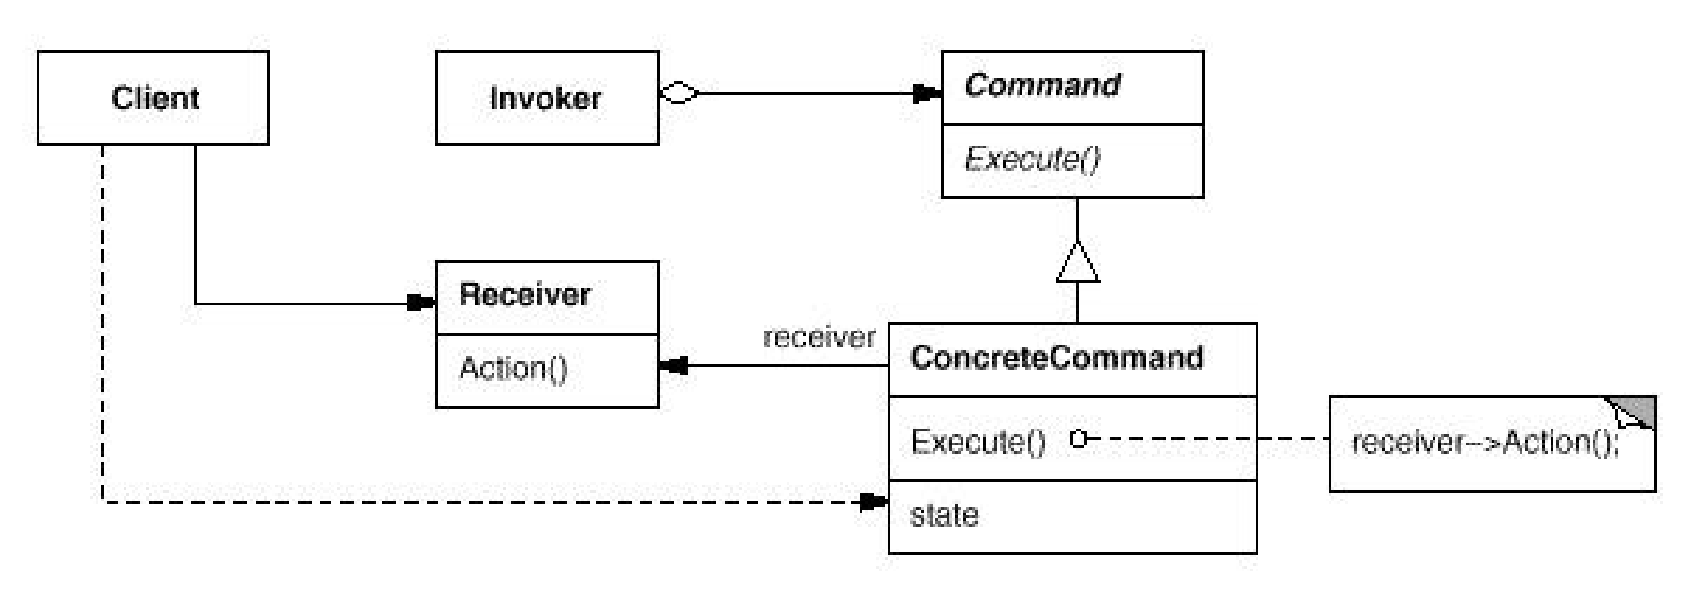 Client
Invoker
Command
Execute()
Receiver
Action()
receiver
ConcreteCommand
Execute()
receiver-->Action();
state